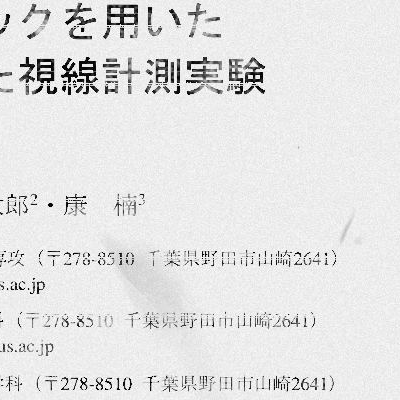 ックを用いた
た視線計測実験
太郎2・康　楠3
専攻（〒278-8510 千葉県野田市山崎2641）
s.ac.jp
科（〒278-8510 千葉県野田市山崎2641）
us.ac.jp
学科（〒278-8510 千葉県野田市山崎2641）